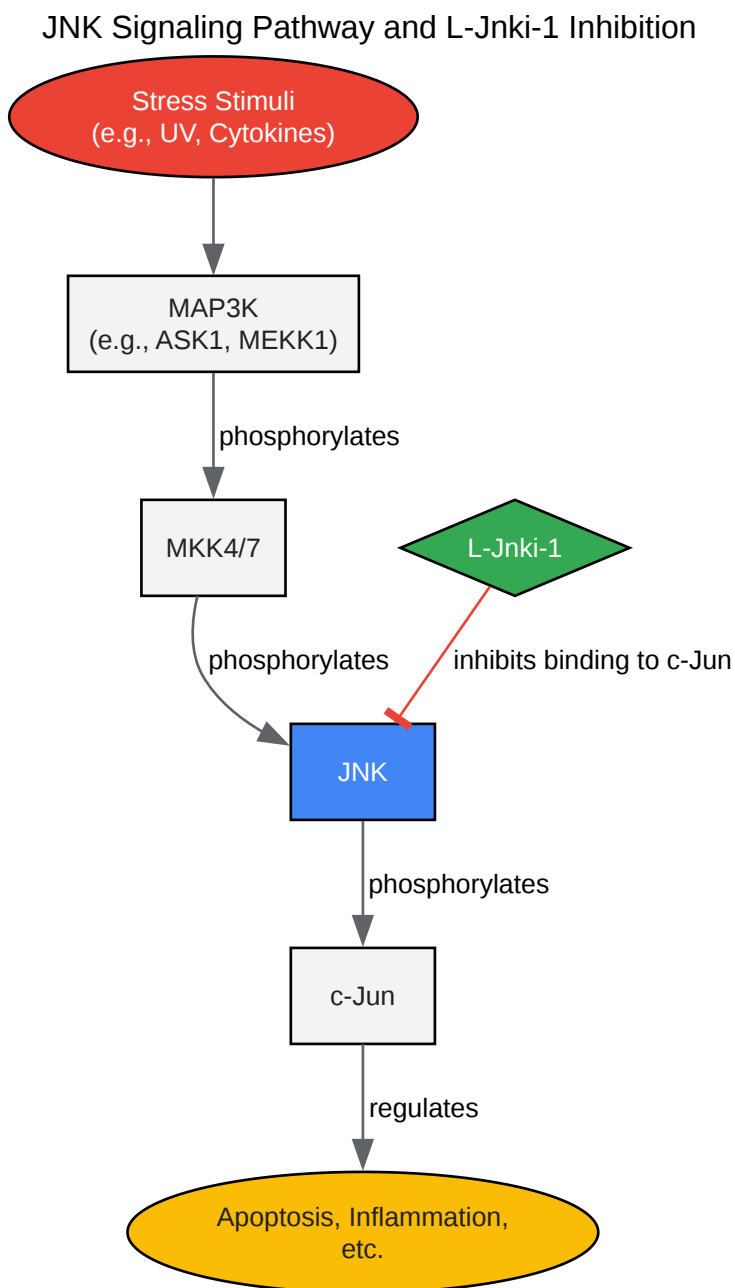 JNK Signaling Pathway and L-Jnki-1 Inhibition
Stress Stimuli
(e.g., UV, Cytokines)
MAP3K
(e.g., ASK1, MEKK1)
phosphorylates
MKK4/7
L-Jnki-1
phosphorylates
inhibits binding to c-Jun
JNK
phosphorylates
c-Jun
regulates
Apoptosis, Inflammation,
etc.